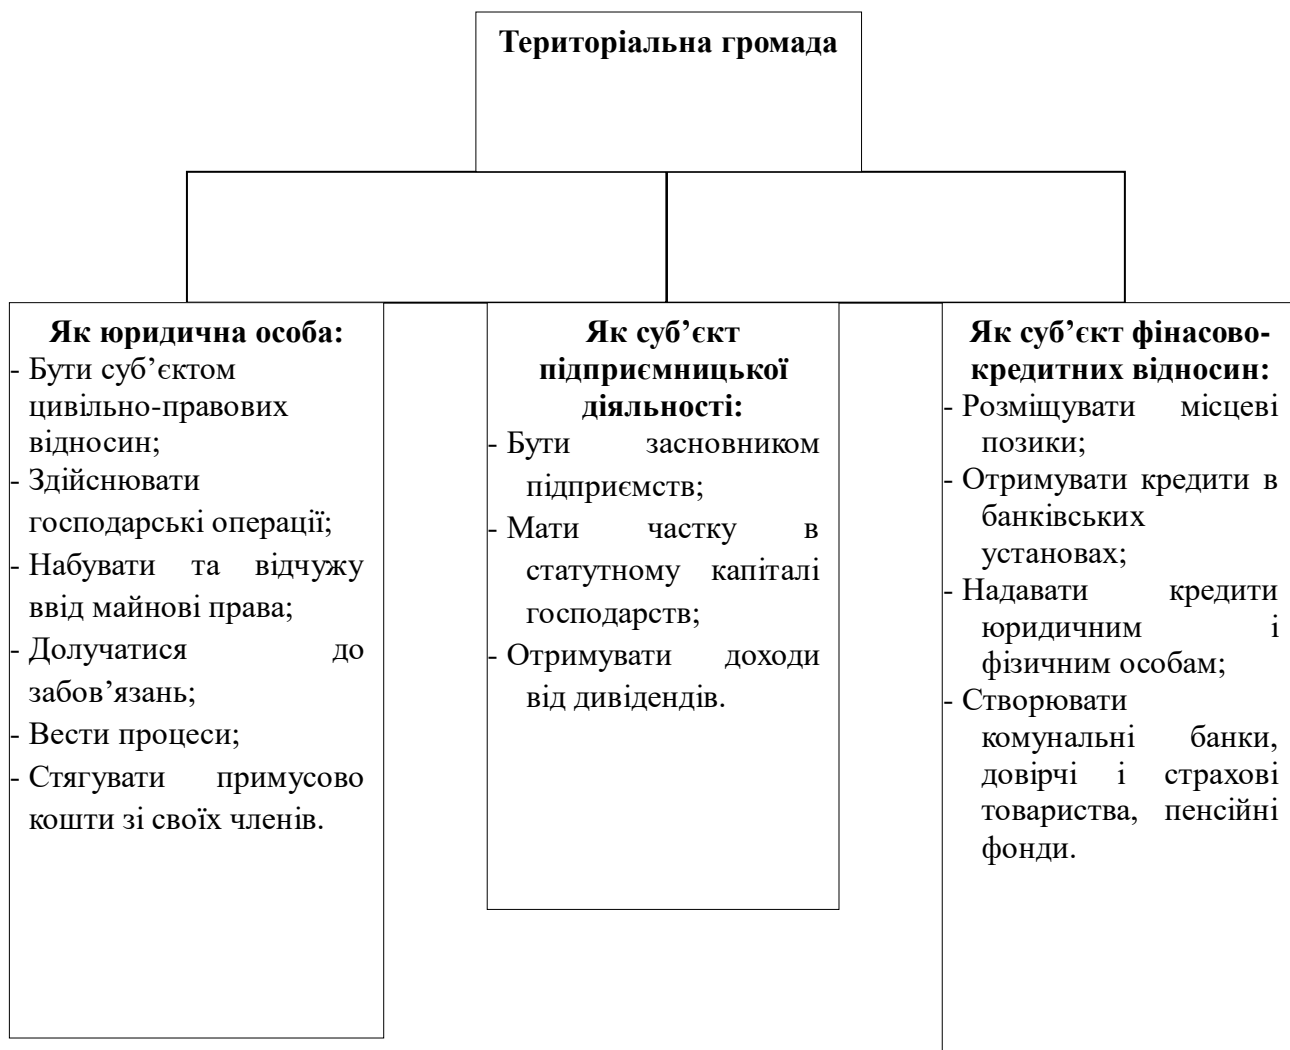 Територіальна громада
Як юридична особа:
- Бути суб’єктом
цивільно-правових
відносин;
- Здійснювати
господарські операції;
- Набувати та відчужу
ввід майнові права;
- Долучатися до
забов’язань;
- Вести процеси;
- Стягувати примусово
кошти зі своїх членів.
Як суб’єкт
підприємницької
діяльності:
- Бути засновником
підприємств;
- Мати частку в
статутному капіталі
господарств;
- Отримувати доходи
від дивідендів.
Як суб’єкт фінасово-
кредитних відносин:
- Розміщувати місцеві
позики;
- Отримувати кредити в
банківських
установах;
- Надавати кредити
юридичним і
фізичним особам;
- Створювати
комунальні банки,
довірчі і страхові
товариства, пенсійні
фонди.